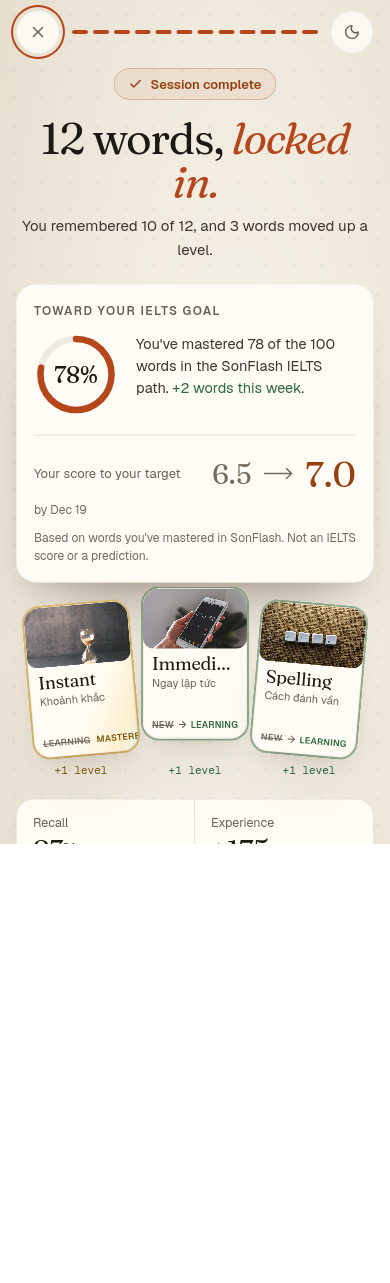 Session complete
12 words, locked
in.
You remembered 10 of 12, and 3 words moved up a
level.
TOWARD YOUR IELTS GOAL
78%
You've mastered 78 of the 100
words in the SonFlash IELTS
path. +2 words this week.
Your score to your target
6.5 → 7.0
by Dec 19
Based on words you've mastered in SonFlash. Not an IELTS
score or a prediction.
Instant
Khoảnh khắc
LEARNING
+1 level
Immedi...
Ngay lập tức
NEW → LEARNING
+1 level
Spelling
Cách đánh vần
NEW → LEARNING
+1 level
Recall
Experience